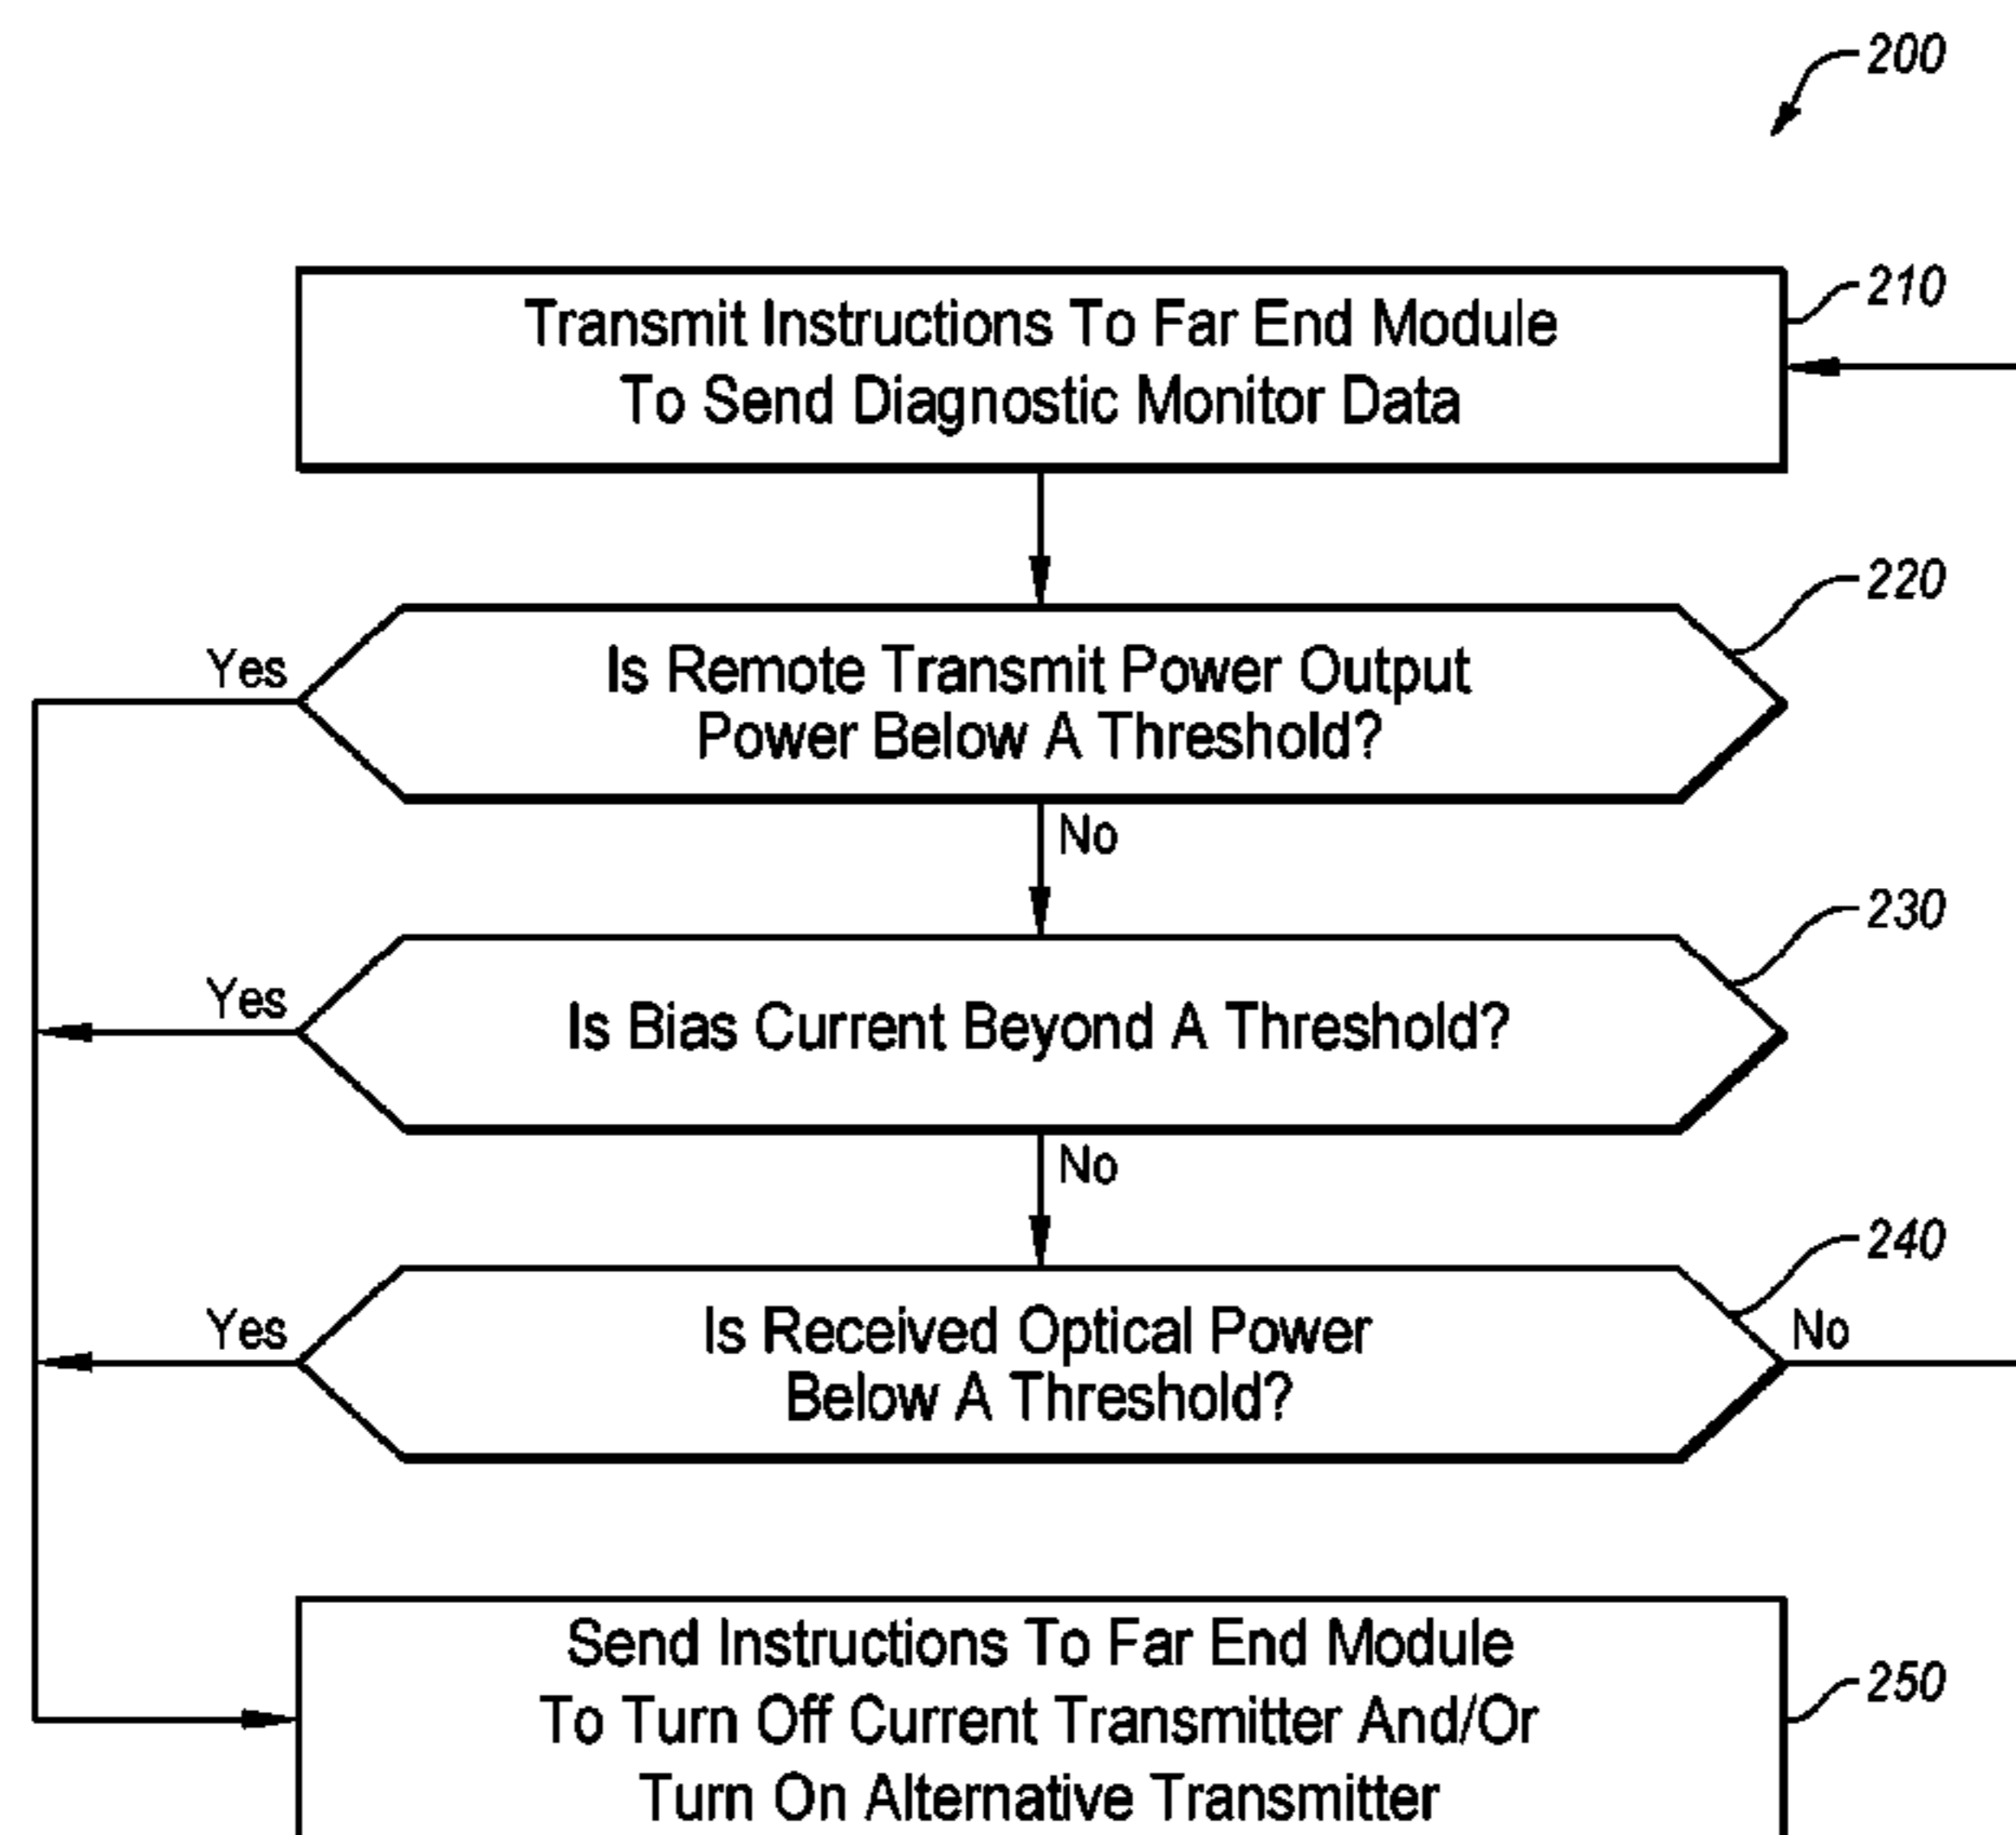 200
210
Transmit Instructions To Far End Module
To Send Diagnostic Monitor Data
220
Yes
Is Remote Transmit Power Output
Power Below A Threshold?
No
230
Yes
Is Bias Current Beyond A Threshold?
No
240
Yes
Is Received Optical Power
Below A Threshold?
No
Send Instructions To Far End Module
To Turn Off Current Transmitter And/Or
Turn On Alternative Transmitter
250